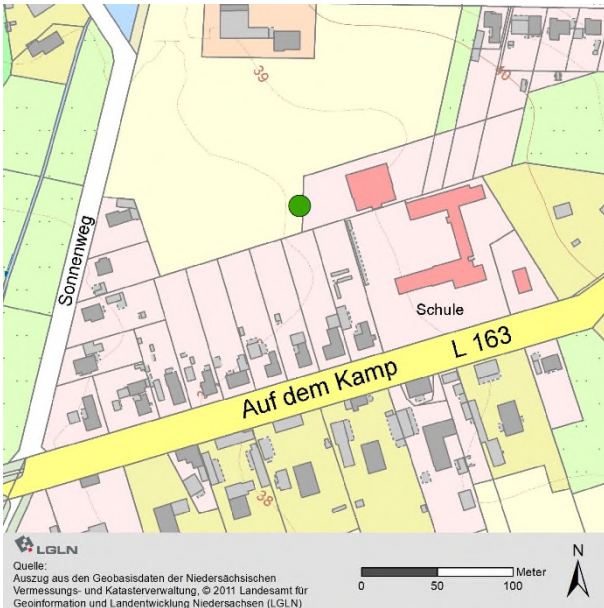 39
40
Sonnenweg
Schule
Auf dem Kamp L 163
38
LGLN
Quelle:
Auszug aus den Geobasisdaten der Niedersächsischen
Vermessungs- und Katasterverwaltung, © 2011 Landesamt für
Geoinformation und Landentwicklung Niedersachsen (LGLN)
Meter
0 50 100
N